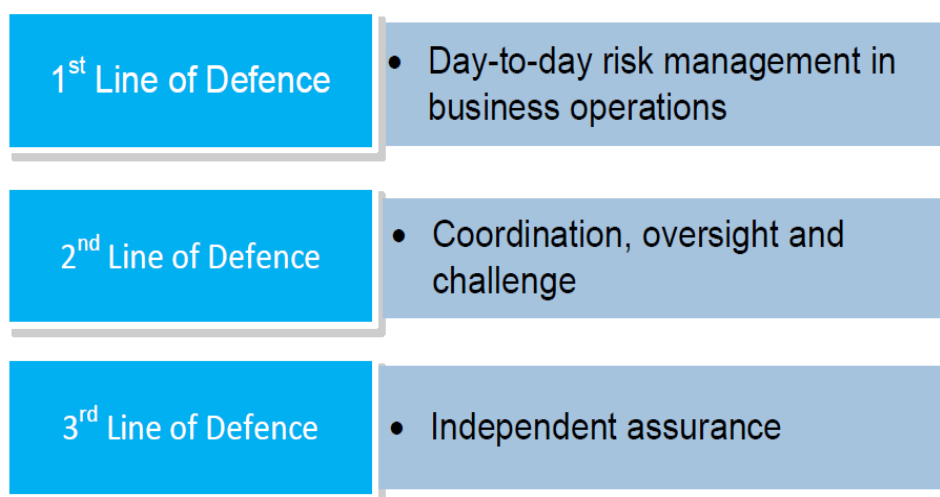 1st Line of Defence
• Day-to-day risk management in
business operations
2nd Line of Defence
• Coordination, oversight and
challenge
3rd Line of Defence
• Independent assurance